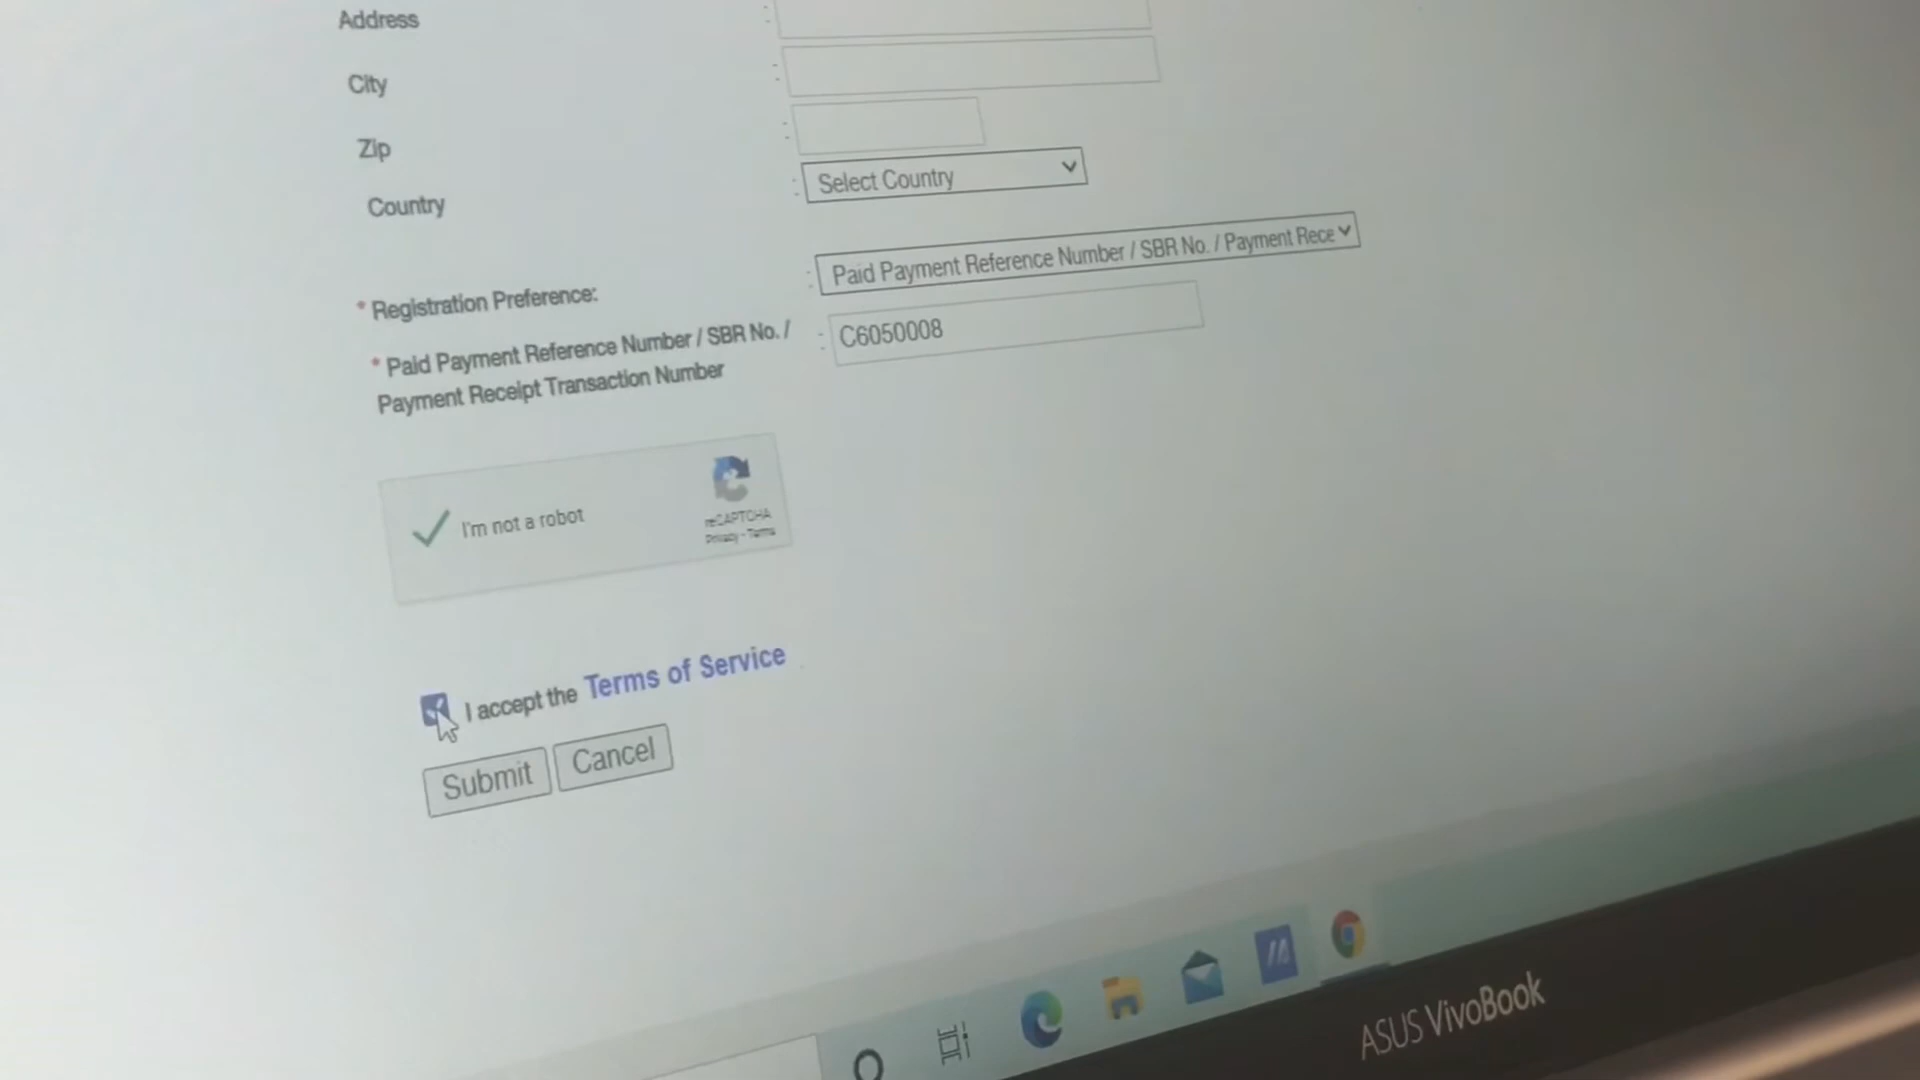 Address :
City :
Zip :
Country : Select Country
* Registration Preference: : Paid Payment Reference Number / SBR No. / Payment Rece
* Paid Payment Reference Number / SBR No. / : C6050008
Payment Receipt Transaction Number
I'm not a robot
reCAPTCHA
Privacy - Terms
I accept the Terms of Service
Submit Cancel
ASUS VivoBook